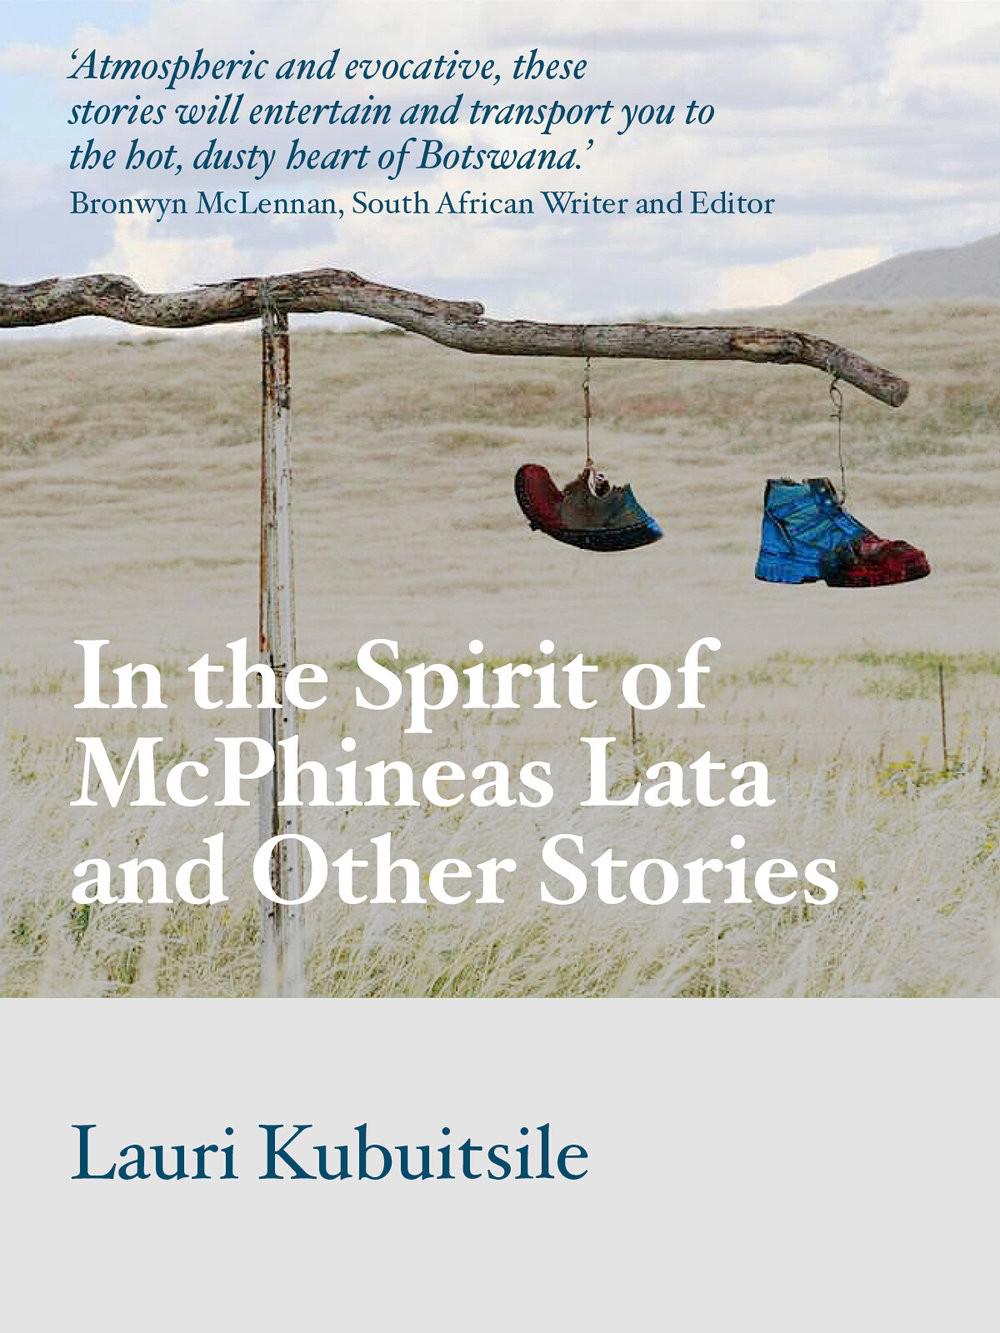 ‘Atmospheric and evocative, these
stories will entertain and transport you to
the hot, dusty heart of Botswana.’
Bronwyn McLennan, South African Writer and Editor
In the Spirit of
McPhineas Lata
and Other Stories
Lauri Kubuitsile